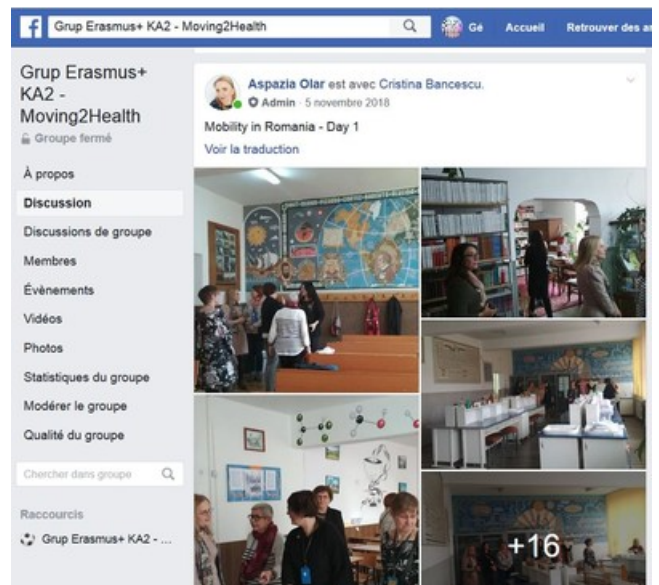 Grup Erasmus+ KA2 - Moving2Health
Gé
Accueil
Retrouver des a
Grup Erasmus+
KA2 -
Moving2Health
Groupe fermé
À propos
Discussion
Discussions de groupe
Membres
Évènements
Vidéos
Photos
Statistiques du groupe
Modérer le groupe
Qualité du groupe
Chercher dans groupe
Raccourcis
Grup Erasmus+ KA2 - ...
Aspazia Olar est avec Cristina Bancescu.
Admin · 5 novembre 2018
Mobility in Romania - Day 1
Voir la traduction
+16